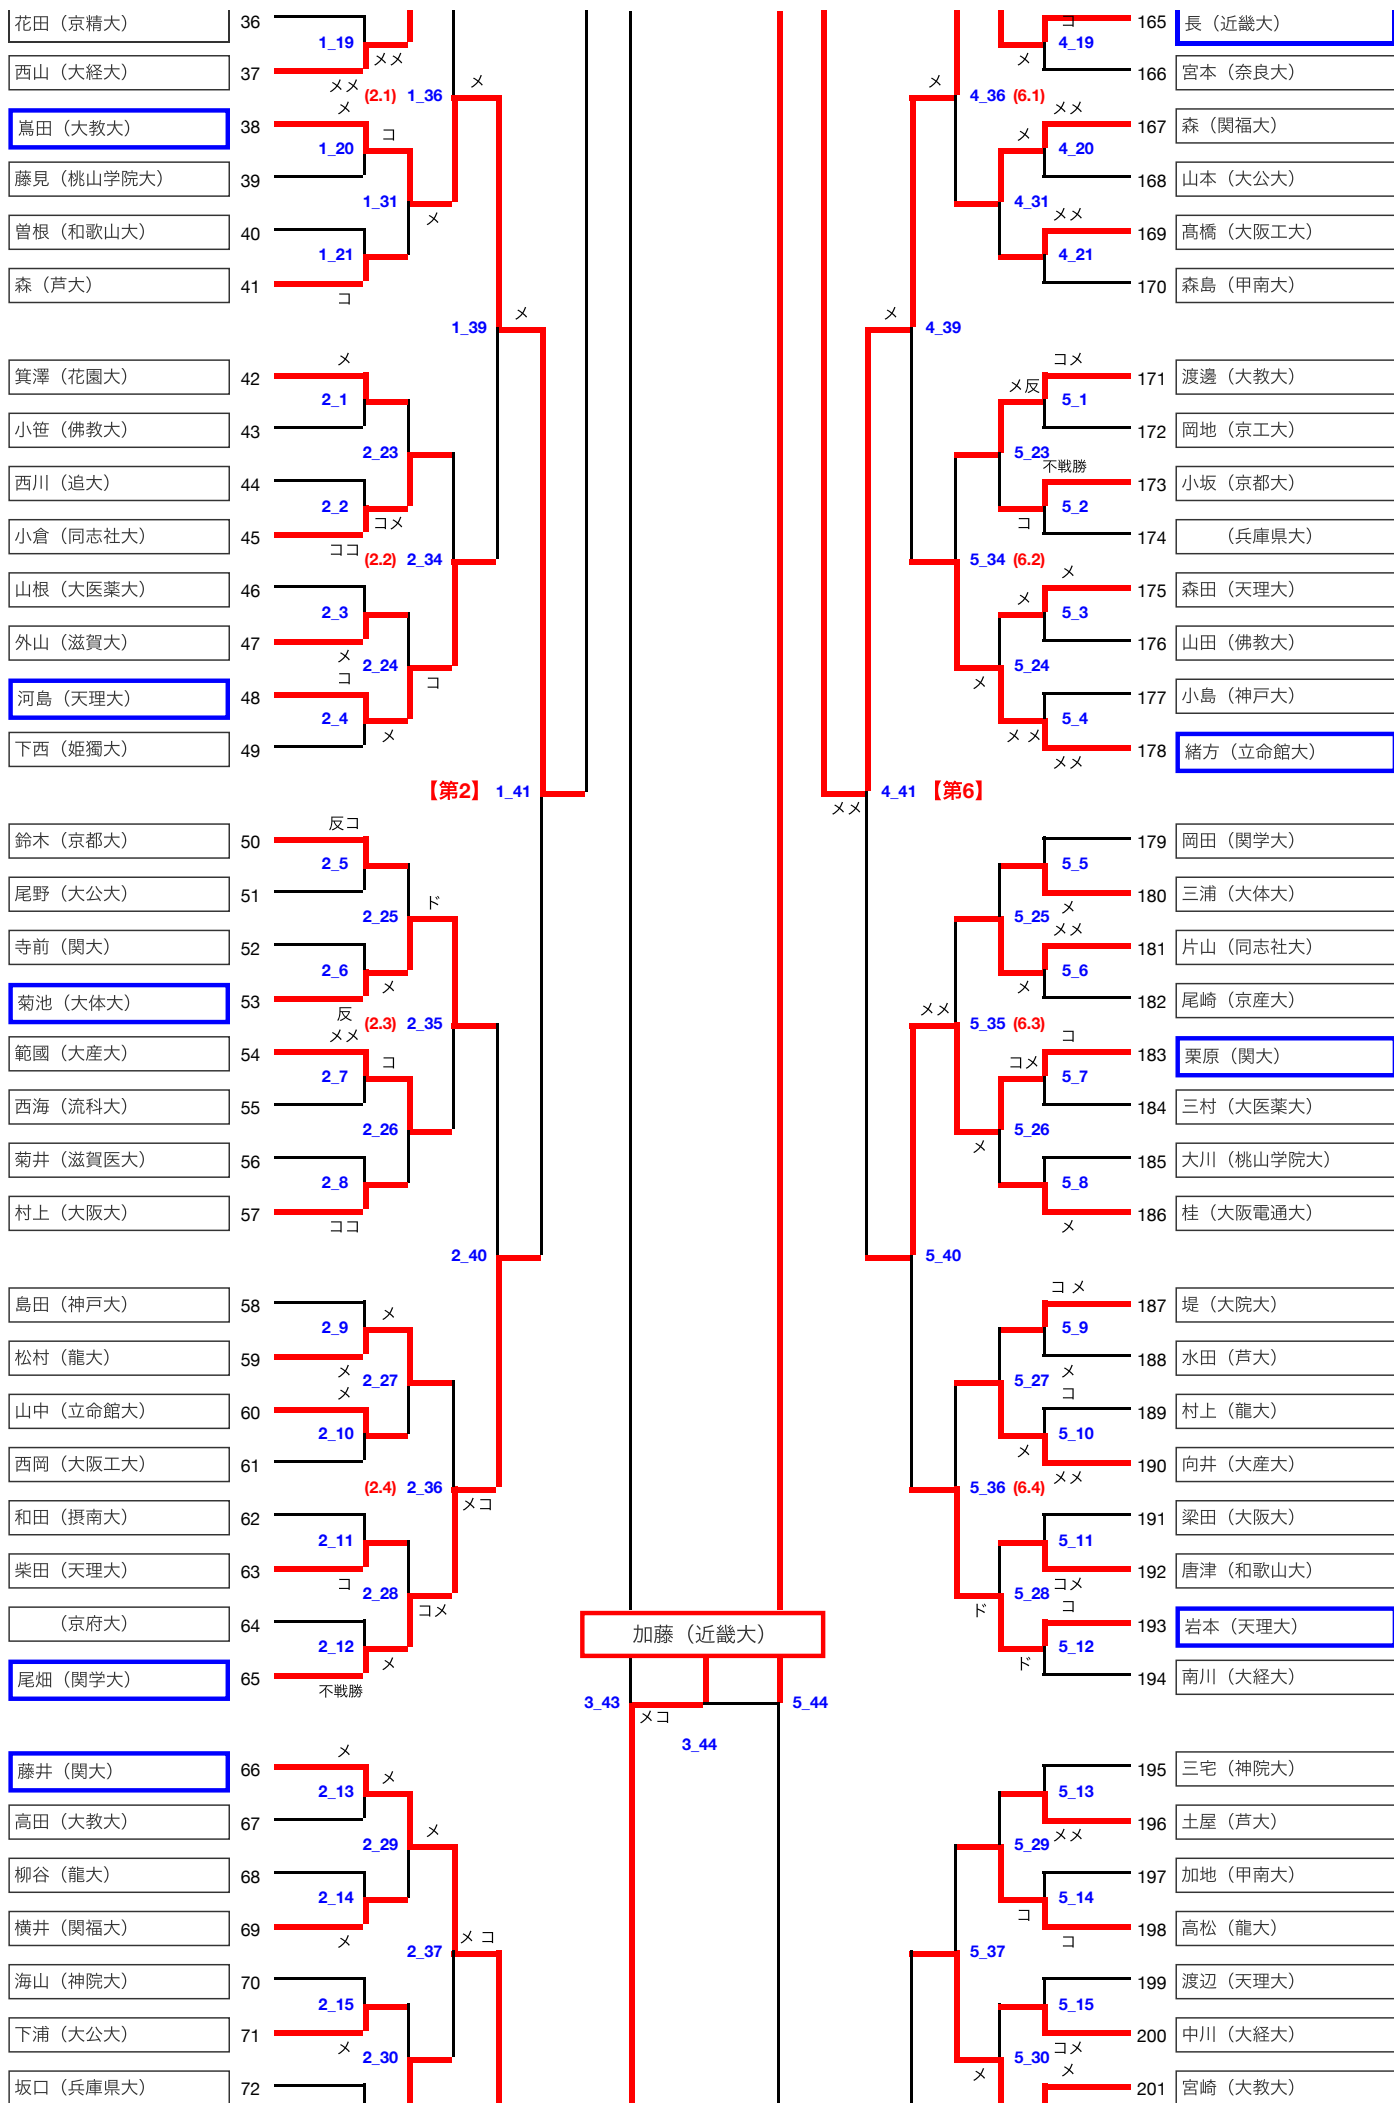 花田（京精大） 36
1_19
メメ
西山（大経大） 37
メメ
(2.1) 1_36 メ
メ
嶌田（大教大） 38
コ
1_20
藤見（桃山学院大） 39
1_31
メ
曽根（和歌山大） 40
1_21
森（芦大） 41
コ
1_39 メ
メ
箕澤（花園大） 42
2_1
小笹（佛教大） 43
2_23
西川（追大） 44
2_2
コメ
小倉（同志社大） 45
ココ
(2.2) 2_34
山根（大医薬大） 46
2_3
外山（滋賀大） 47
メ
2_24
コ
コ
河島（天理大） 48
2_4
メ
下西（姫獨大） 49
【第2】 1_41
反コ
鈴木（京都大） 50
2_5
尾野（大公大） 51
ド
2_25
寺前（関大） 52
2_6
メ
菊池（大体大） 53
反
(2.3) 2_35
メメ
範國（大産大） 54
コ
2_7
西海（流科大） 55
2_26
菊井（滋賀医大） 56
2_8
村上（大阪大） 57
ココ
2_40
島田（神戸大） 58
メ
2_9
松村（龍大） 59
メ
2_27
メ
山中（立命館大） 60
2_10
西岡（大阪工大） 61
(2.4) 2_36
メコ
和田（摂南大） 62
2_11
柴田（天理大） 63
コ
2_28
コメ
（京府大） 64
2_12
メ
尾畑（関学大） 65
不戦勝
メ
藤井（関大） 66
メ
2_13
高田（大教大） 67
メ
2_29
柳谷（龍大） 68
2_14
横井（関福大） 69
メ
2_37
メ コ
海山（神院大） 70
2_15
下浦（大公大） 71
メ
2_30
坂口（兵庫県大） 72
加藤（近畿大）
3_43
メコ
5_44
3_44
コ
165 長（近畿大）
4_19
メ
166 宮本（奈良大）
メ
4_36 (6.1)
メメ
167 森（関福大）
メ
4_20
168 山本（大公大）
4_31
メメ
169 髙橋（大阪工大）
4_21
170 森島（甲南大）
メ
4_39
コメ
171 渡邊（大教大）
メ反
5_1
172 岡地（京工大）
5_23
不戦勝
173 小坂（京都大）
5_2
コ
174 （兵庫県大）
5_34 (6.2)
メ
175 森田（天理大）
メ
5_3
176 山田（佛教大）
5_24
メ
177 小島（神戸大）
5_4
メメ
178 緒方（立命館大）
メメ
4_41 【第6】
メメ
179 岡田（関学大）
5_5
180 三浦（大体大）
メ
5_25
メメ
181 片山（同志社大）
5_6
メ
182 尾崎（京産大）
メメ
5_35 (6.3)
コ
183 栗原（関大）
コメ
5_7
184 三村（大医薬大）
5_26
メ
185 大川（桃山学院大）
5_8
186 桂（大阪電通大）
メ
5_40
コ メ
187 堤（大院大）
5_9
188 水田（芦大）
メ
5_27
コ
189 村上（龍大）
5_10
メ
190 向井（大産大）
メメ
5_36 (6.4)
191 梁田（大阪大）
5_11
192 唐津（和歌山大）
コメ
5_28
コ
ド
193 岩本（天理大）
5_12
ド
194 南川（大経大）
195 三宅（神院大）
5_13
196 土屋（芦大）
メメ
5_29
197 加地（甲南大）
5_14
コ
198 高松（龍大）
コ
5_37
199 渡辺（天理大）
5_15
200 中川（大経大）
コメ
5_30
メ
メ
201 宮崎（大教大）